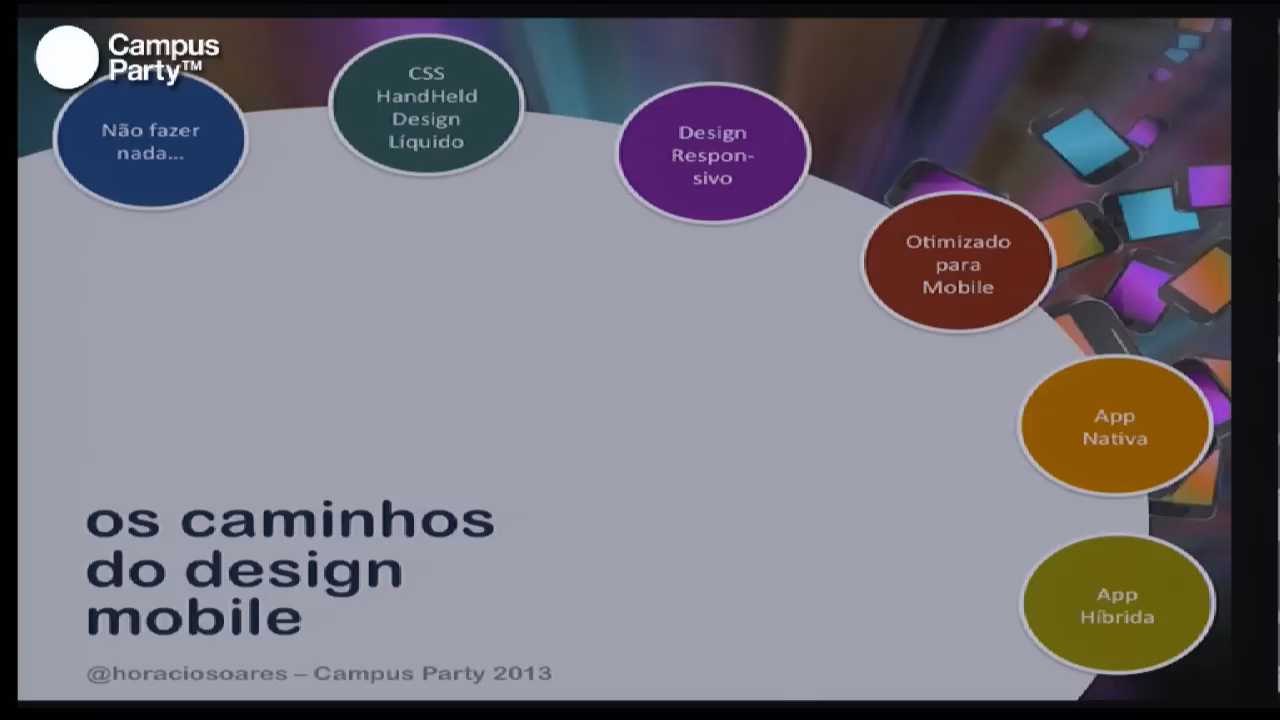 Campus
Party™
Não fazer
nada...
CSS
HandHeld
Design
Líquido
Design
Respon-
sivo
Otimizado
para
Mobile
App
Nativa
App
Híbrida
os caminhos
do design
mobile
@horaciosoares – Campus Party 2013